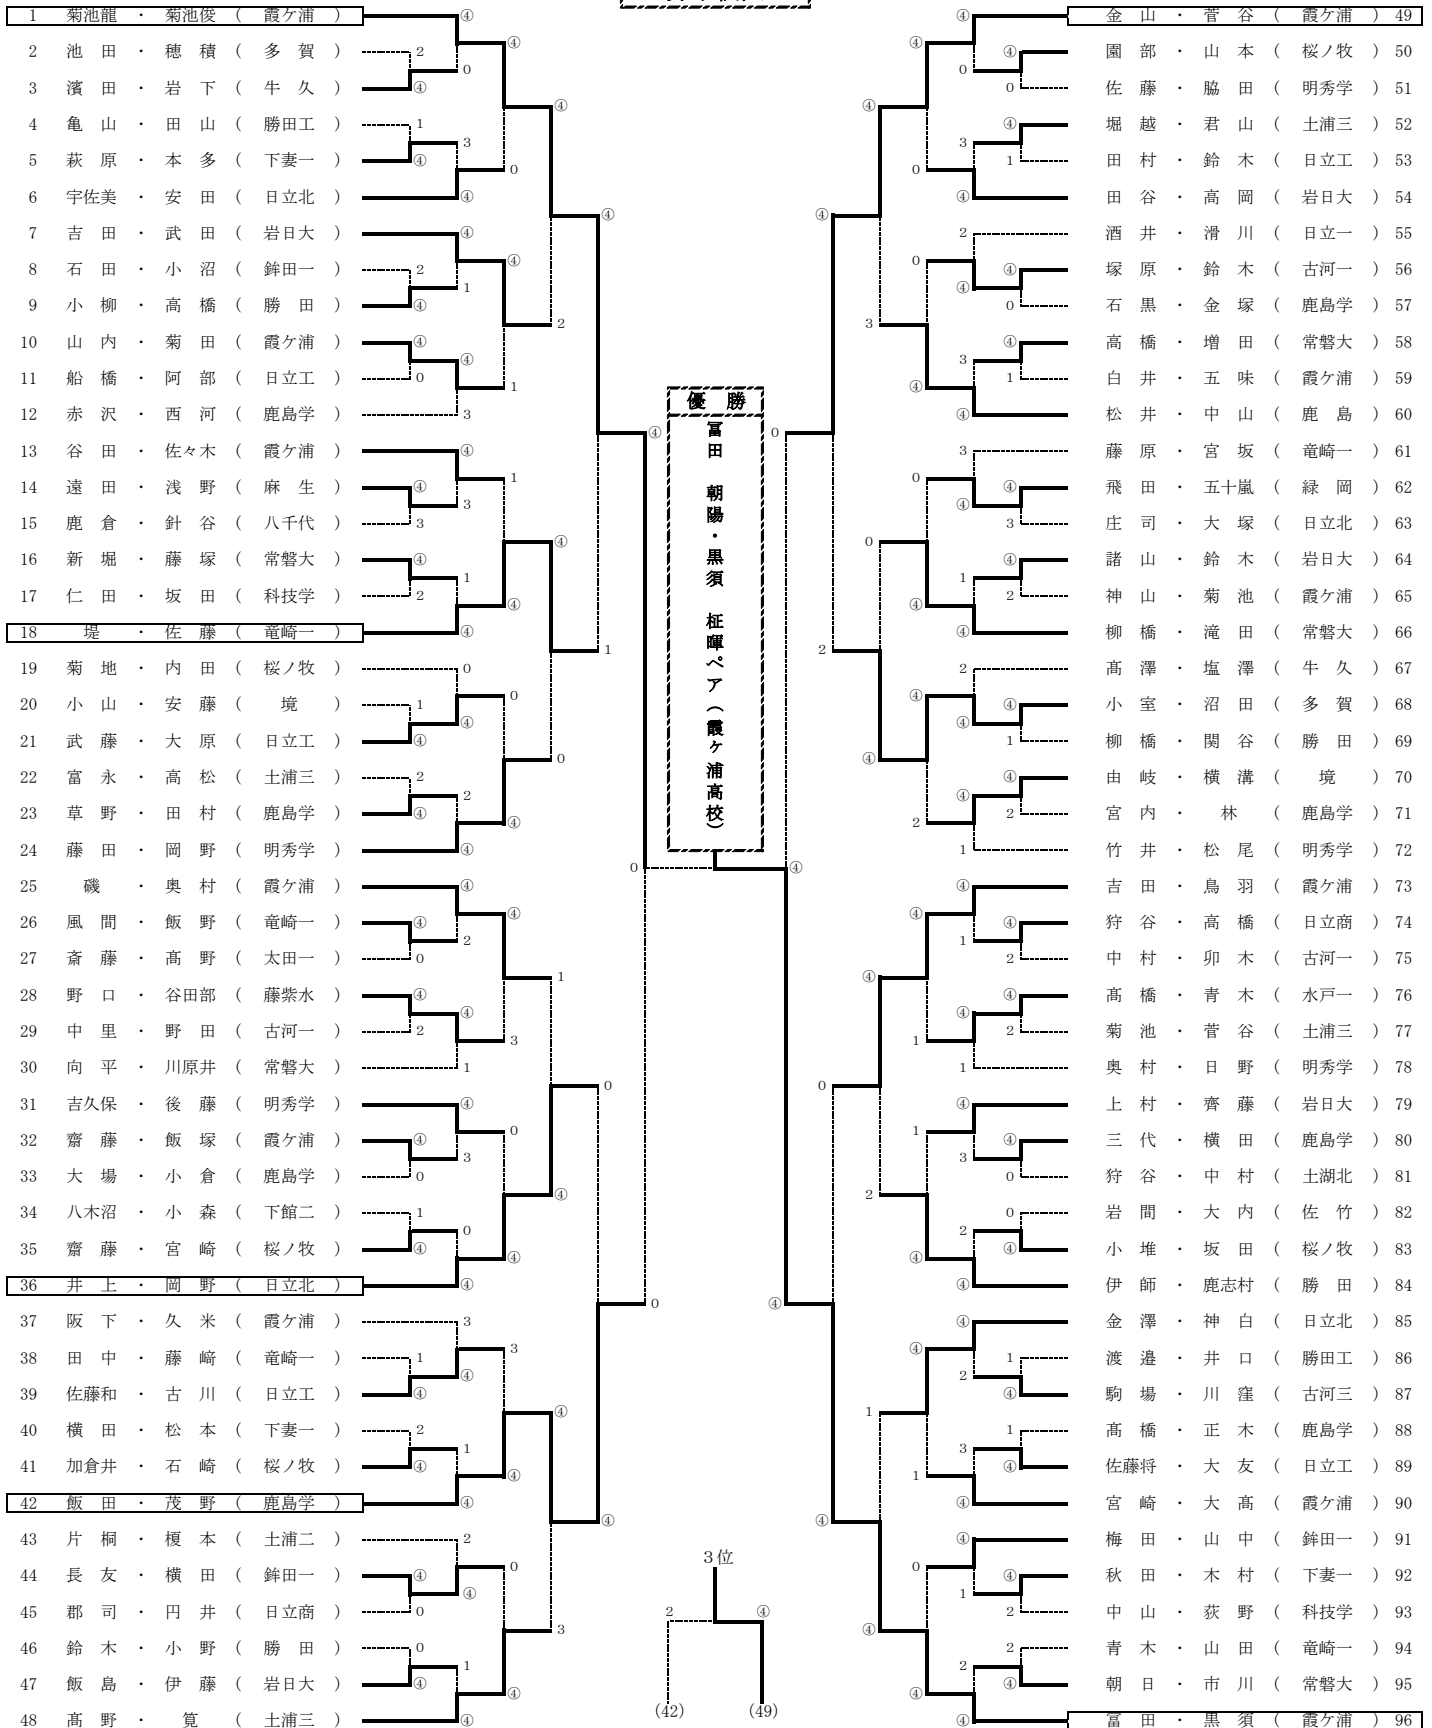 1 菊池龍 ・ 菊池俊 ( 霞ケ浦 )
2 池田 ・ 穂積 ( 多賀 )
3 濱田 ・ 岩下 ( 牛久 )
4 亀山 ・ 田山 ( 勝田工 )
5 萩原 ・ 本多 ( 下妻一 )
6 宇佐美 ・ 安田 ( 日立北 )
7 吉田 ・ 武田 ( 岩日大 )
8 石田 ・ 小沼 ( 鉾田一 )
9 小柳 ・ 高橋 ( 勝田 )
10 山内 ・ 菊田 ( 霞ケ浦 )
11 船橋 ・ 阿部 ( 日立工 )
12 赤沢 ・ 西河 ( 鹿島学 )
13 谷田 ・ 佐々木 ( 霞ケ浦 )
14 遠田 ・ 浅野 ( 麻生 )
15 鹿倉 ・ 針谷 ( 八千代 )
16 新堀 ・ 藤塚 ( 常磐大 )
17 仁田 ・ 坂田 ( 科技学 )
18 堤 ・ 佐藤 ( 竜崎一 )
19 菊地 ・ 内田 ( 桜ノ牧 )
20 小山 ・ 安藤 ( 境 )
21 武藤 ・ 大原 ( 日立工 )
22 富永 ・ 高松 ( 土浦三 )
23 草野 ・ 田村 ( 鹿島学 )
24 藤田 ・ 岡野 ( 明秀学 )
25 磯 ・ 奥村 ( 霞ケ浦 )
26 風間 ・ 飯野 ( 竜崎一 )
27 斎藤 ・ 髙野 ( 太田一 )
28 野口 ・ 谷田部 ( 藤紫水 )
29 中里 ・ 野田 ( 古河一 )
30 向平 ・ 川原井 ( 常磐大 )
31 吉久保 ・ 後藤 ( 明秀学 )
32 齋藤 ・ 飯塚 ( 霞ケ浦 )
33 大場 ・ 小倉 ( 鹿島学 )
34 八木沼 ・ 小森 ( 下館二 )
35 齋藤 ・ 宮崎 ( 桜ノ牧 )
36 井上 ・ 岡野 ( 日立北 )
37 阪下 ・ 久米 ( 霞ケ浦 )
38 田中 ・ 藤﨑 ( 竜崎一 )
39 佐藤和 ・ 古川 ( 日立工 )
40 横田 ・ 松本 ( 下妻一 )
41 加倉井 ・ 石崎 ( 桜ノ牧 )
42 飯田 ・ 茂野 ( 鹿島学 )
43 片桐 ・ 榎本 ( 土浦二 )
44 長友 ・ 横田 ( 鉾田一 )
45 郡司 ・ 円井 ( 日立商 )
46 鈴木 ・ 小野 ( 勝田 )
47 飯島 ・ 伊藤 ( 岩日大 )
48 髙野 ・ 筧 ( 土浦三 )
優勝
冨田 朝陽・黒須 柾暉ペア(霞ヶ浦高校)
3位
2 ④
(42) (49)
金山 ・ 菅谷 ( 霞ケ浦 ) 49
園部 ・ 山本 ( 桜ノ牧 ) 50
佐藤 ・ 脇田 ( 明秀学 ) 51
堀越 ・ 君山 ( 土浦三 ) 52
田村 ・ 鈴木 ( 日立工 ) 53
田谷 ・ 高岡 ( 岩日大 ) 54
酒井 ・ 滑川 ( 日立一 ) 55
塚原 ・ 鈴木 ( 古河一 ) 56
石黒 ・ 金塚 ( 鹿島学 ) 57
高橋 ・ 増田 ( 常磐大 ) 58
白井 ・ 五味 ( 霞ケ浦 ) 59
松井 ・ 中山 ( 鹿島 ) 60
藤原 ・ 宮坂 ( 竜崎一 ) 61
飛田 ・ 五十嵐 ( 緑岡 ) 62
庄司 ・ 大塚 ( 日立北 ) 63
諸山 ・ 鈴木 ( 岩日大 ) 64
神山 ・ 菊池 ( 霞ケ浦 ) 65
柳橋 ・ 滝田 ( 常磐大 ) 66
髙澤 ・ 塩澤 ( 牛久 ) 67
小室 ・ 沼田 ( 多賀 ) 68
柳橋 ・ 関谷 ( 勝田 ) 69
由岐 ・ 横溝 ( 境 ) 70
宮内 ・ 林 ( 鹿島学 ) 71
竹井 ・ 松尾 ( 明秀学 ) 72
吉田 ・ 鳥羽 ( 霞ケ浦 ) 73
狩谷 ・ 高橋 ( 日立商 ) 74
中村 ・ 卯木 ( 古河一 ) 75
髙橋 ・ 青木 ( 水戸一 ) 76
菊池 ・ 菅谷 ( 土浦三 ) 77
奥村 ・ 日野 ( 明秀学 ) 78
上村 ・ 齊藤 ( 岩日大 ) 79
三代 ・ 横田 ( 鹿島学 ) 80
狩谷 ・ 中村 ( 土湖北 ) 81
岩間 ・ 大内 ( 佐竹 ) 82
小堆 ・ 坂田 ( 桜ノ牧 ) 83
伊師 ・ 鹿志村 ( 勝田 ) 84
金澤 ・ 神白 ( 日立北 ) 85
渡邉 ・ 井口 ( 勝田工 ) 86
駒場 ・ 川窪 ( 古河三 ) 87
髙橋 ・ 正木 ( 鹿島学 ) 88
佐藤将 ・ 大友 ( 日立工 ) 89
宮崎 ・ 大髙 ( 霞ケ浦 ) 90
梅田 ・ 山中 ( 鉾田一 ) 91
秋田 ・ 木村 ( 下妻一 ) 92
中山 ・ 荻野 ( 科技学 ) 93
青木 ・ 山田 ( 竜崎一 ) 94
朝日 ・ 市川 ( 常磐大 ) 95
冨田 ・ 黒須 ( 霞ケ浦 ) 96